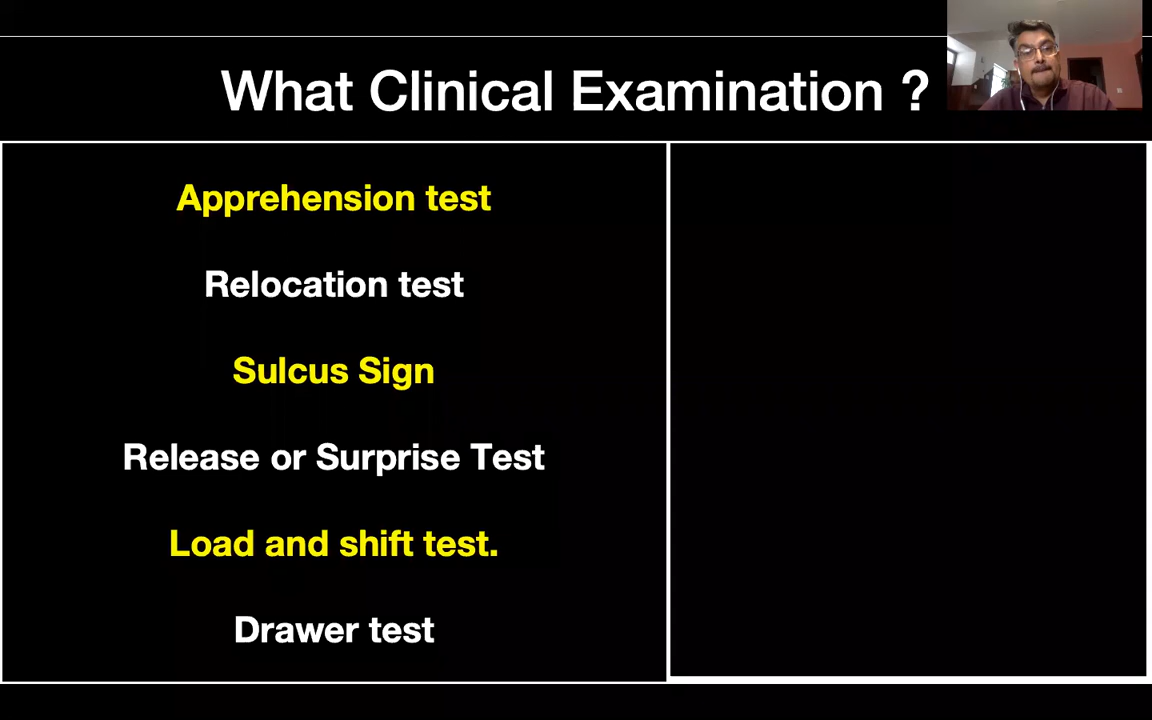 What Clinical Examination ?
Apprehension test
Relocation test
Sulcus Sign
Release or Surprise Test
Load and shift test.
Drawer test